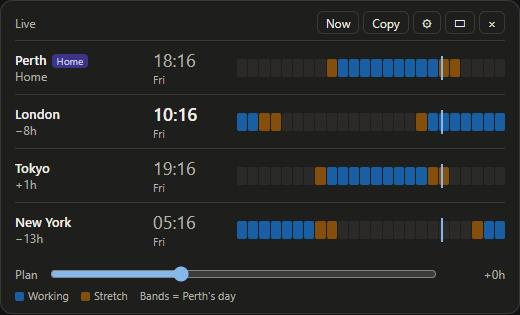 Live Now Copy ⚙ ×
Perth Home 18:16
Home Fri
London 10:16
−8h Fri
Tokyo 19:16
+1h Fri
New York 05:16
−13h Fri
Plan +0h
Working Stretch Bands = Perth's day